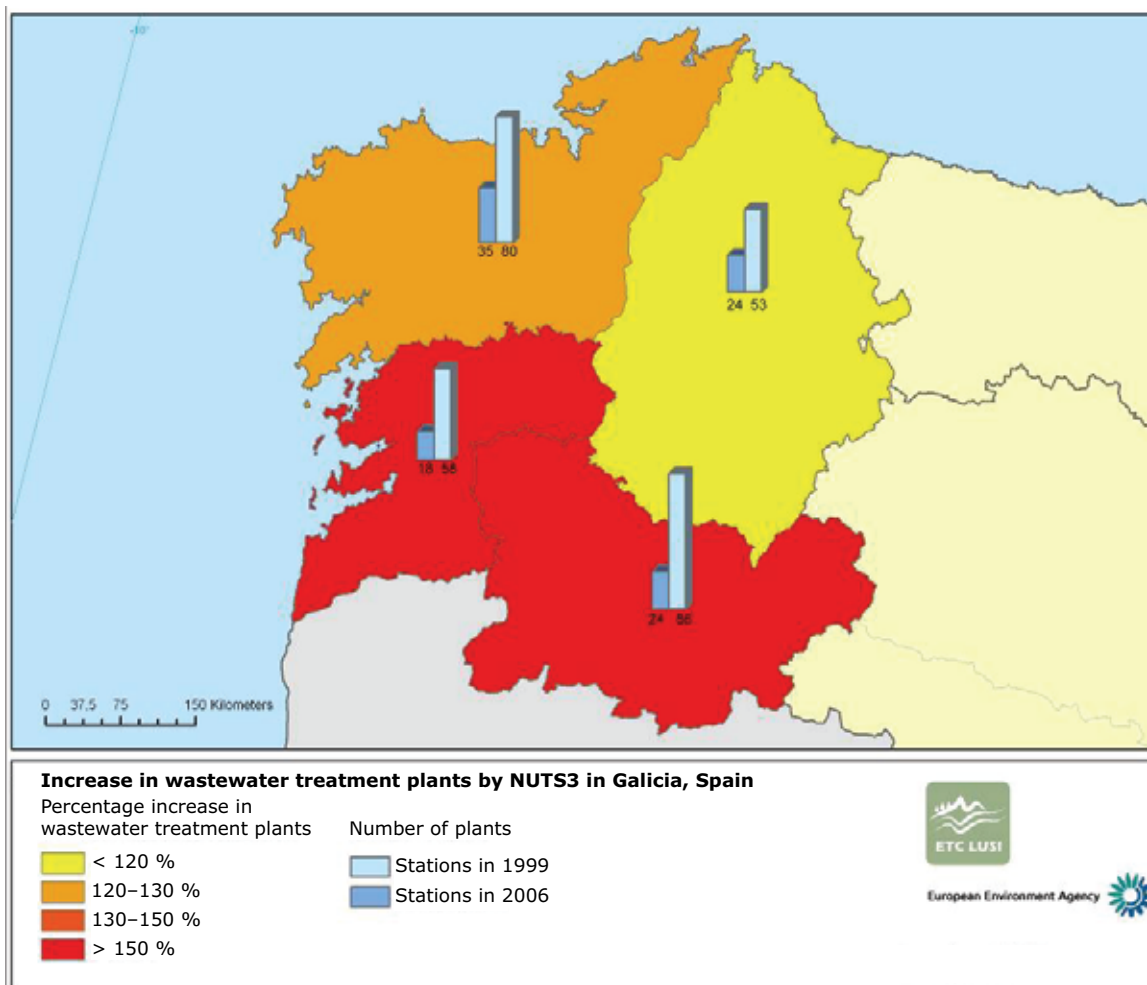 -10°
35 80
24 53
18 58
24 86
0 37.5 75 150 Kilometers
Increase in wastewater treatment plants by NUTS3 in Galicia, Spain
Percentage increase in
wastewater treatment plants
< 120 %
120–130 %
130–150 %
> 150 %
Number of plants
Stations in 1999
Stations in 2006
ETC LUSI
European Environment Agency